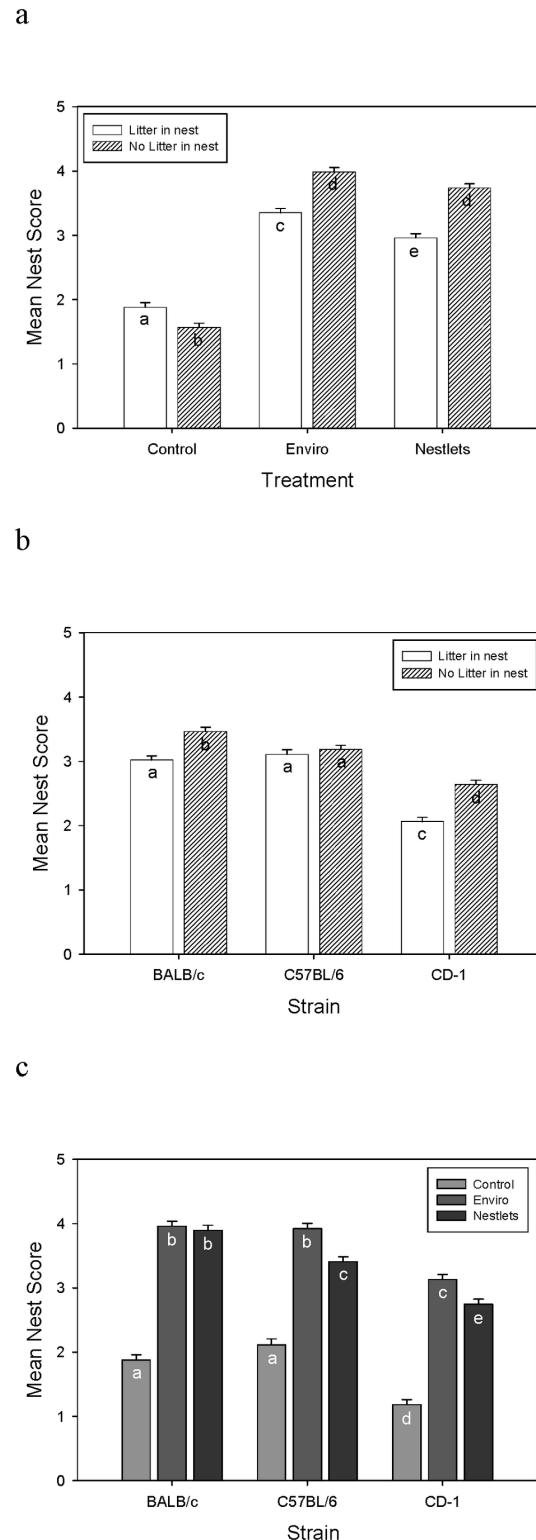 a
5
Litter in nest
No Litter in nest
4
3
2
1
0
Mean Nest Score
a
b
c
d
e
d
Control Enviro Nestlets
Treatment
b
5
Litter in nest
No Litter in nest
4
3
2
1
0
Mean Nest Score
a
b
a
a
c
d
BALB/c C57BL/6 CD-1
Strain
c
5
Control
Enviro
Nestlets
4
3
2
1
0
Mean Nest Score
a
b
b
a
b
c
d
c
e
BALB/c C57BL/6 CD-1
Strain